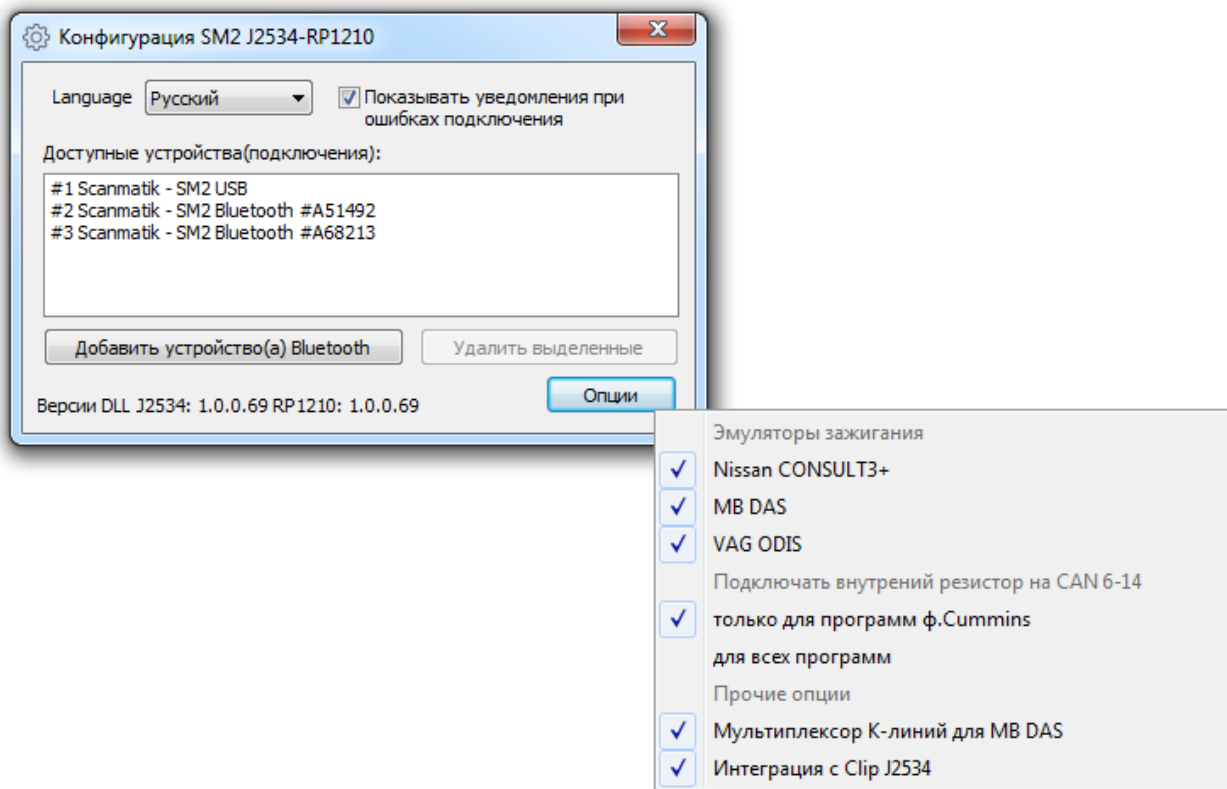 Конфигурация SM2 J2534-RP1210
Language Русский Показывать уведомления при
ошибках подключения
Доступные устройства(подключения):
#1 Scanmatik - SM2 USB
#2 Scanmatik - SM2 Bluetooth #A51492
#3 Scanmatik - SM2 Bluetooth #A68213
Добавить устройство(а) Bluetooth Удалить выделенные
Версии DLL J2534: 1.0.0.69 RP1210: 1.0.0.69 Опции
Эмуляторы зажигания
Nissan CONSULT3+
MB DAS
VAG ODIS
Подключать внутрений резистор на CAN 6-14
только для программ ф.Cummins
для всех программ
Прочие опции
Мультиплексор К-линий для MB DAS
Интеграция с Clip J2534